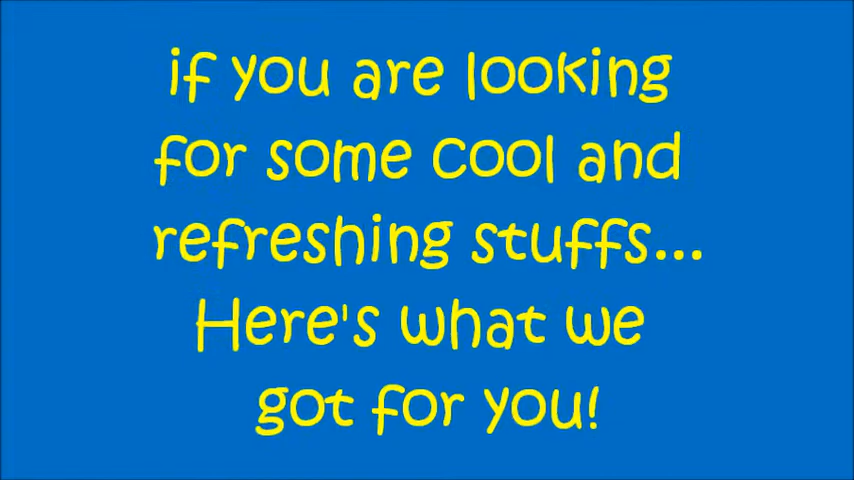 if you are looking
for some cool and
refreshing stuffs...
Here's what we
got for you!